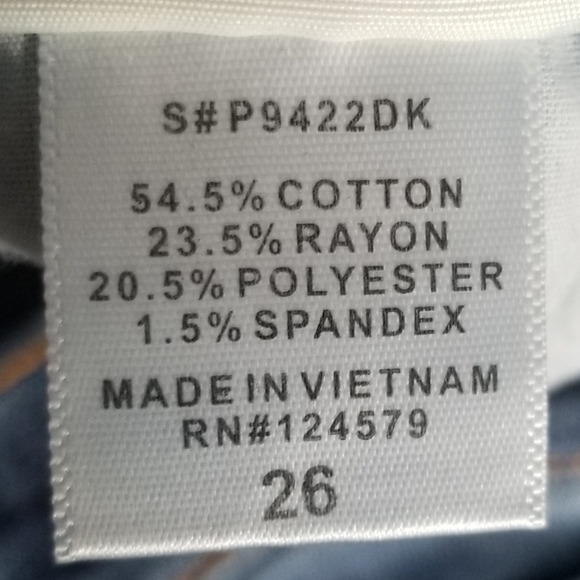 S#P9422DK
54.5% COTTON
23.5% RAYON
20.5% POLYESTER
1.5% SPANDEX
MADE IN VIETNAM
RN#124579
26